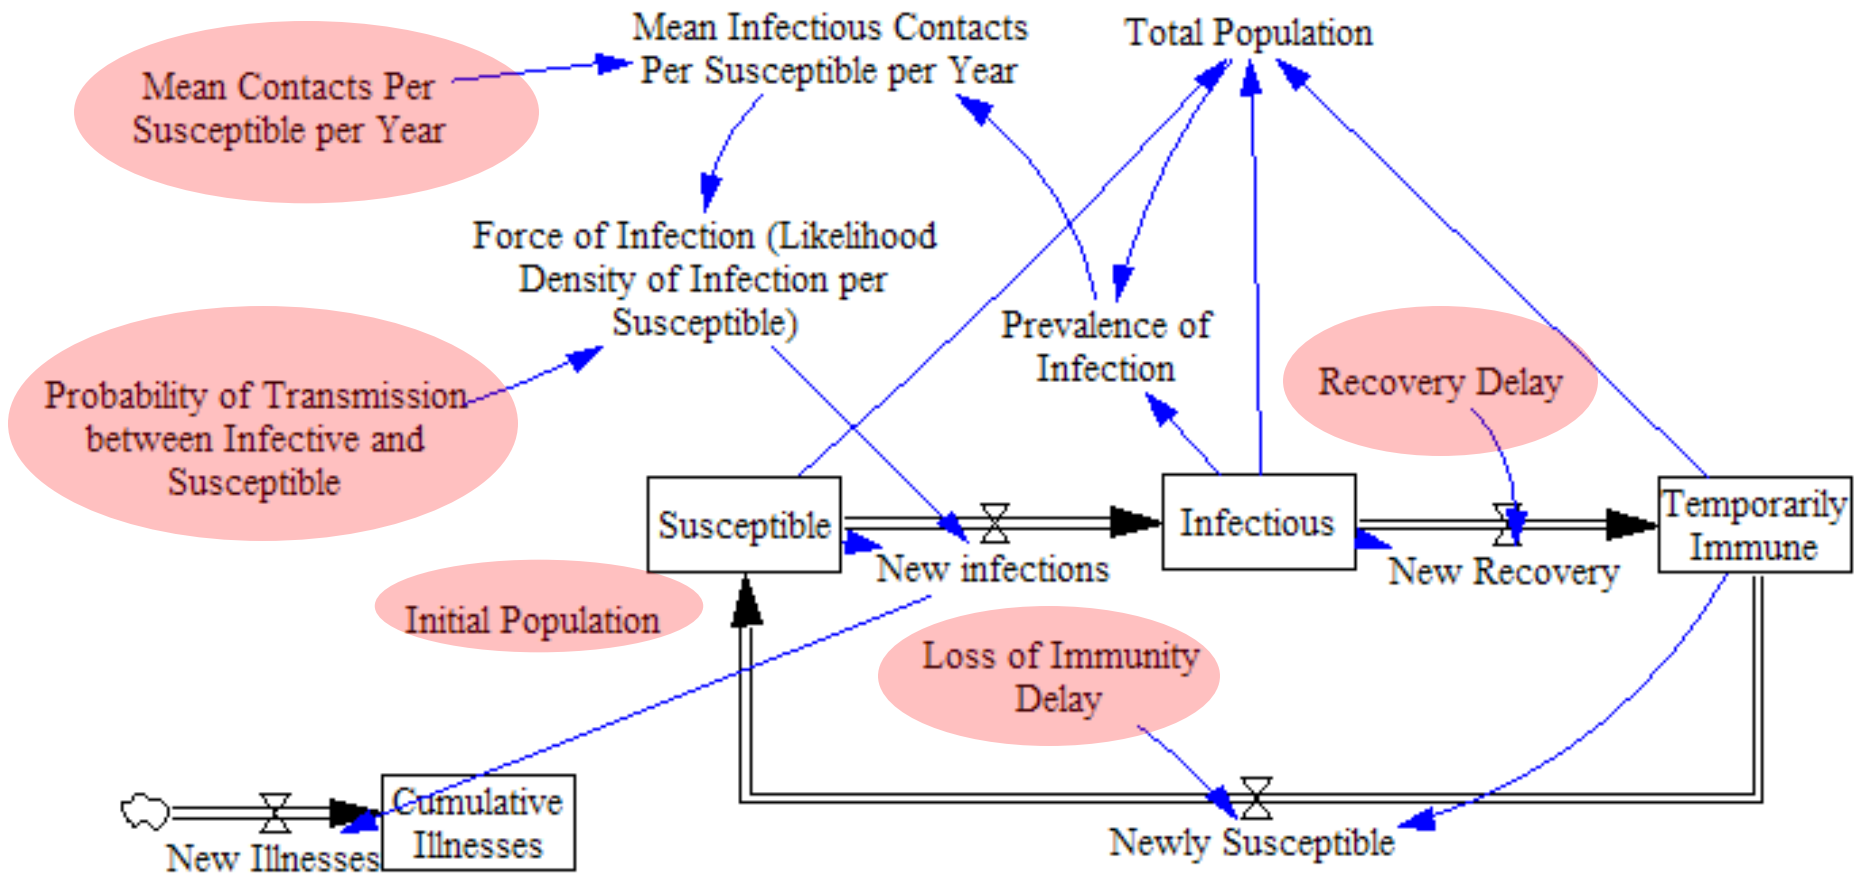 Mean Infectious Contacts
Per Susceptible per Year
Total Population
Mean Contacts Per
Susceptible per Year
Force of Infection (Likelihood
Density of Infection per
Susceptible)
Prevalence of
Infection
Recovery Delay
Probability of Transmission
between Infective and
Susceptible
Susceptible
Infectious
Temporarily
Immune
New infections
New Recovery
Initial Population
Loss of Immunity
Delay
Cumulative
Illnesses
New Illnesses
Newly Susceptible